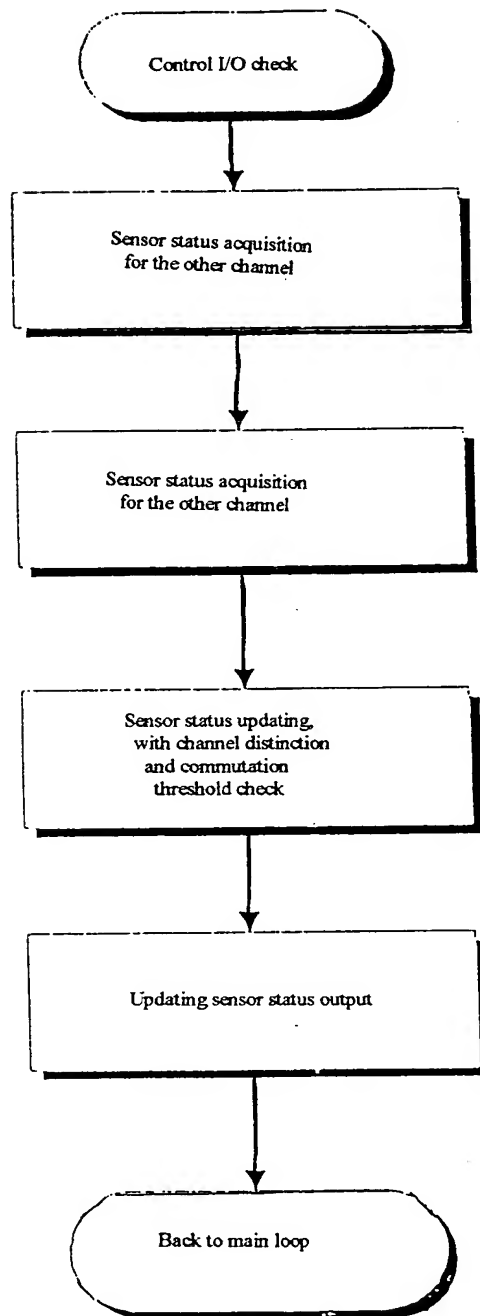 Control I/O check
Sensor status acquisition
for the other channel
Sensor status acquisition
for the other channel
Sensor status updating,
with channel distinction
and commutation
threshold check
Updating sensor status output
Back to main loop